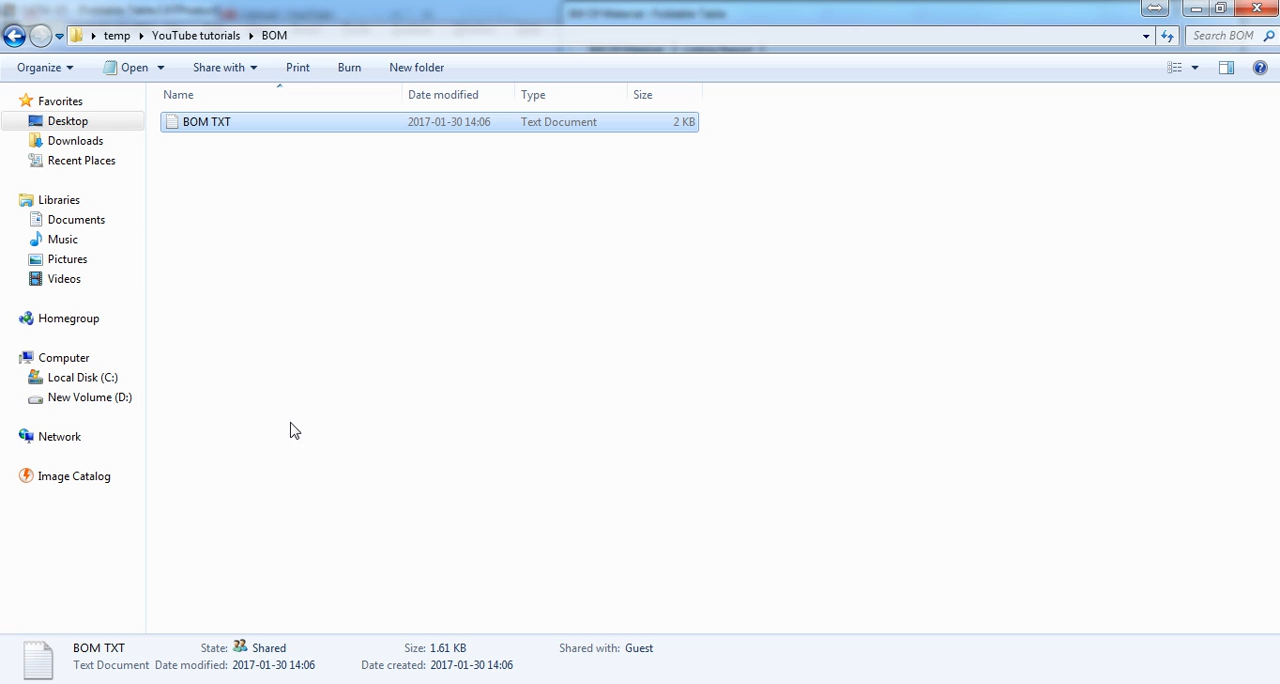 temp YouTube tutorials BOM Search BOM
Organize Open Share with Print Burn New folder
Name Date modified Type Size
BOM TXT 2017-01-30 14:06 Text Document 2 KB
Favorites
Desktop
Downloads
Recent Places
Libraries
Documents
Music
Pictures
Videos
Homegroup
Computer
Local Disk (C:)
New Volume (D:)
Network
Image Catalog
BOM TXT State: Shared Size: 1.61 KB Shared with: Guest
Text Document Date modified: 2017-01-30 14:06 Date created: 2017-01-30 14:06